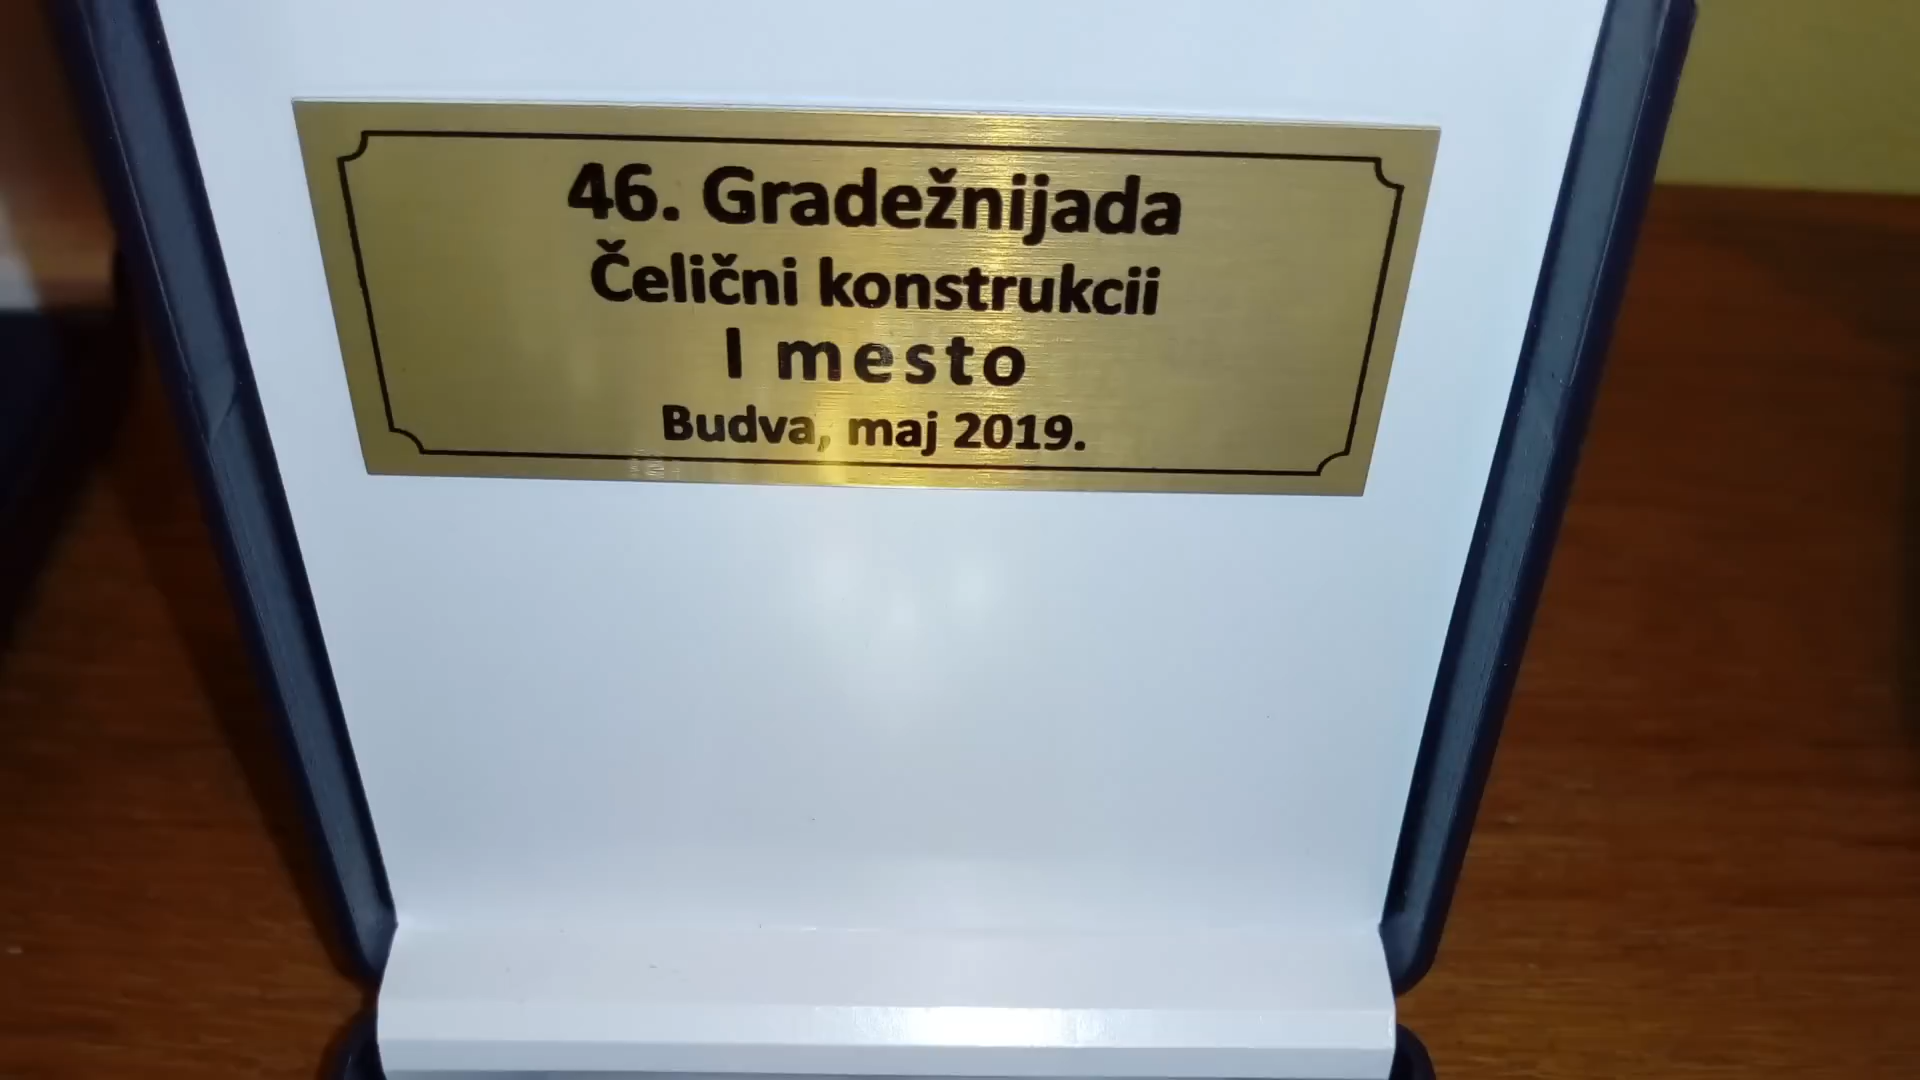 46. Gradežnijada
Čelični konstrukcii
I mesto
Budva, maj 2019.